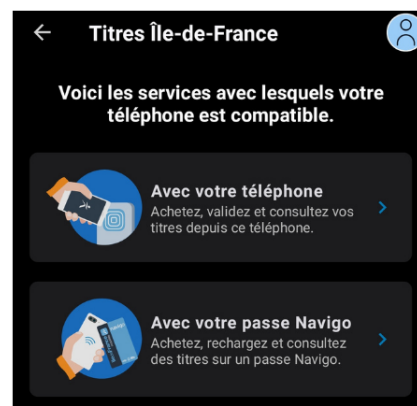 Titres Île-de-France
Voici les services avec lesquels votre
téléphone est compatible.
Avec votre téléphone
Achetez, validez et consultez vos
titres depuis ce téléphone.
Avec votre passe Navigo
Achetez, rechargez et consultez
des titres sur un passe Navigo.